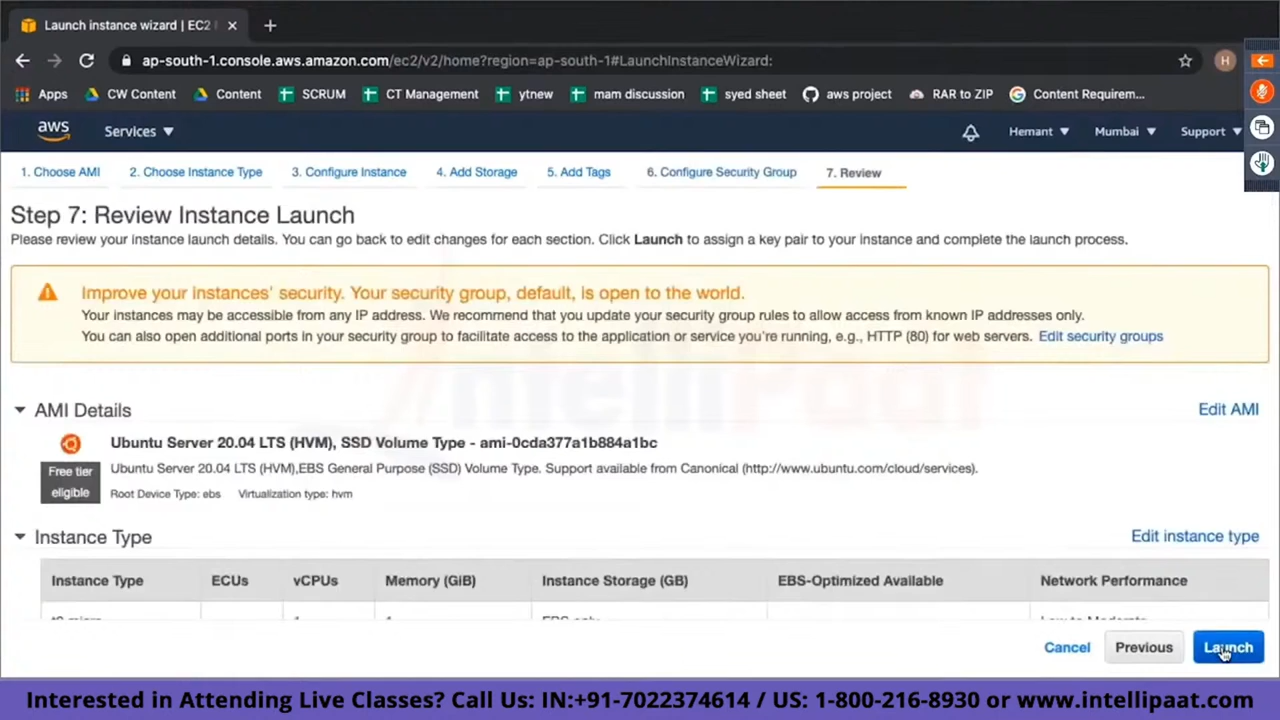 Launch instance wizard | EC2
ap-south-1.console.aws.amazon.com/ec2/v2/home?region=ap-south-1#LaunchInstanceWizard:
H
Apps CW Content Content SCRUM CT Management ytnew mam discussion syed sheet aws project RAR to ZIP Content Requirem...
aws Services Hemant Mumbai Support
1. Choose AMI 2. Choose Instance Type 3. Configure Instance 4. Add Storage 5. Add Tags 6. Configure Security Group 7. Review
Step 7: Review Instance Launch
Please review your instance launch details. You can go back to edit changes for each section. Click Launch to assign a key pair to your instance and complete the launch process.
Improve your instances' security. Your security group, default, is open to the world.
Your instances may be accessible from any IP address. We recommend that you update your security group rules to allow access from known IP addresses only.
You can also open additional ports in your security group to facilitate access to the application or service you're running, e.g., HTTP (80) for web servers. Edit security groups
intelliPaat
AMI Details Edit AMI
Ubuntu Server 20.04 LTS (HVM), SSD Volume Type - ami-0cda377a1b884a1bc
Free tier eligible
Ubuntu Server 20.04 LTS (HVM),EBS General Purpose (SSD) Volume Type. Support available from Canonical (http://www.ubuntu.com/cloud/services).
Root Device Type: ebs Virtualization type: hvm
Instance Type Edit instance type
Instance Type ECUs vCPUs Memory (GiB) Instance Storage (GB) EBS-Optimized Available Network Performance
Cancel Previous Launch
Interested in Attending Live Classes? Call Us: IN:+91-7022374614 / US: 1-800-216-8930 or www.intellipaat.com